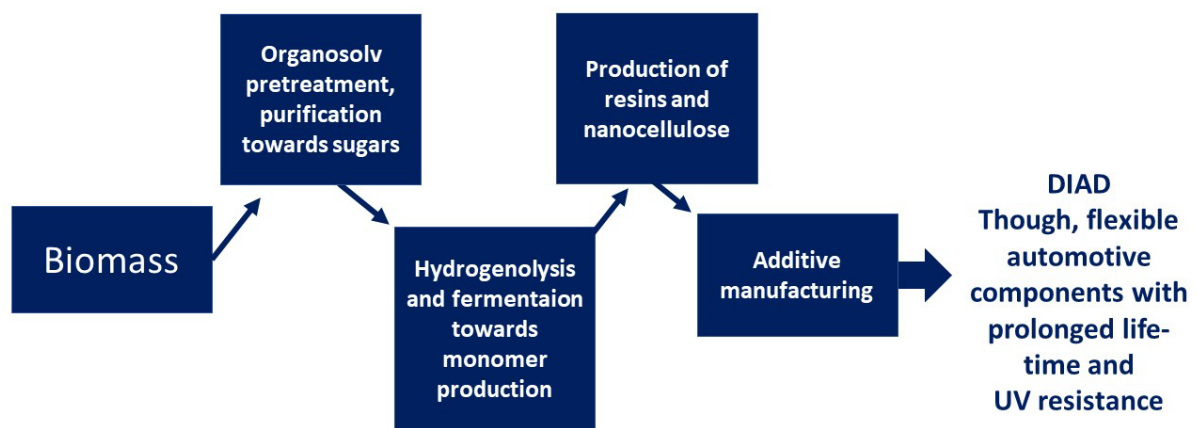 Biomass
Organosolv
pretreatment,
purification
towards sugars
Hydrogenolysis
and fermentaion
towards
monomer
production
Production of
resins and
nanocellulose
Additive
manufacturing
DIAD
Though, flexible
automotive
components with
prolonged life-
time and
UV resistance